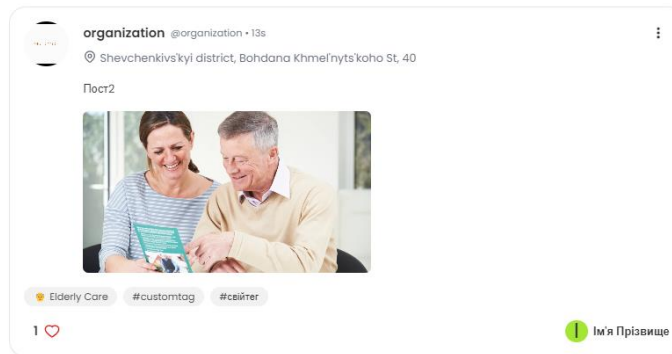 organization @organization • 13s
Shevchenkivs'kyi district, Bohdana Khmel'nyts'koho St, 40
Пост2
Elderly Care #customtag #свійтег
1 Ім'я Прізвище